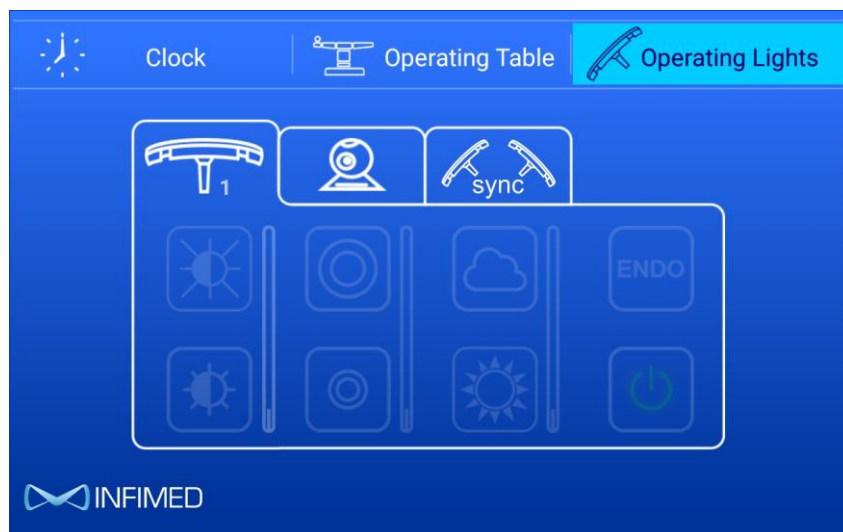 Clock
Operating Table
Operating Lights
1
sync
ENDO
INFIMED